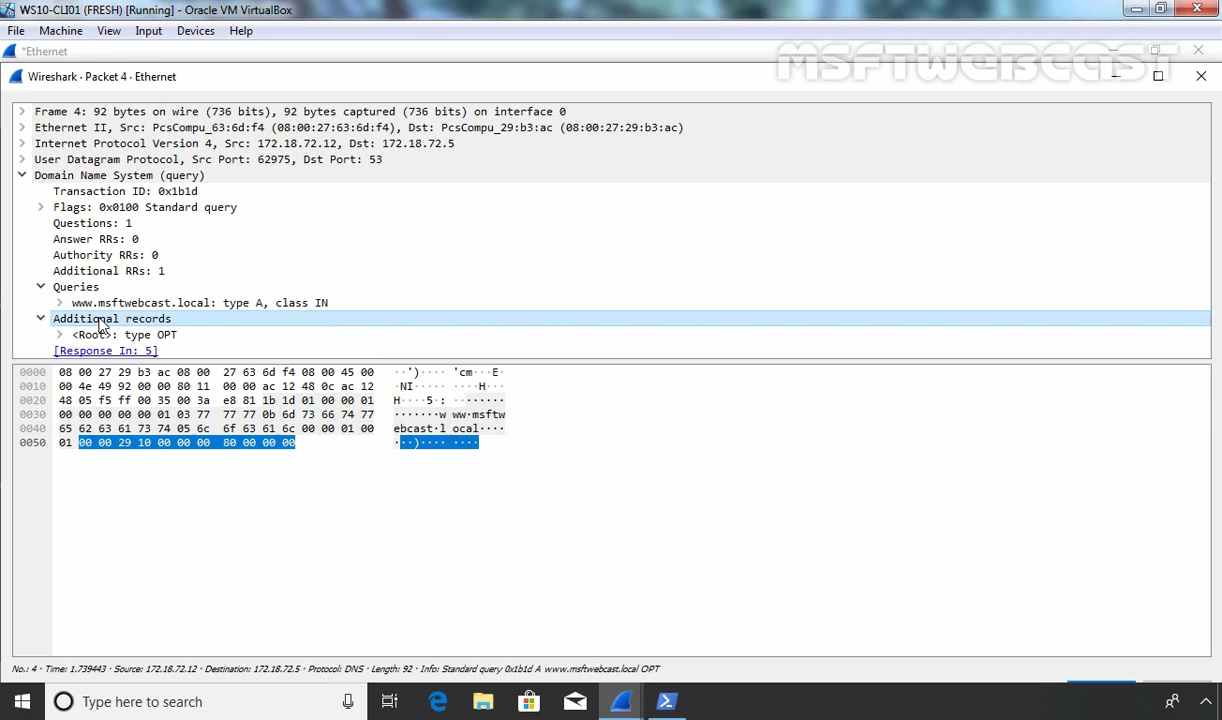 WS10-CLI01 (FRESH) [Running] - Oracle VM VirtualBox
File Machine View Input Devices Help
*Ethernet
MSFTWEBCAST
Wireshark · Packet 4 · Ethernet
Frame 4: 92 bytes on wire (736 bits), 92 bytes captured (736 bits) on interface 0
Ethernet II, Src: PcsCompu_63:6d:f4 (08:00:27:63:6d:f4), Dst: PcsCompu_29:b3:ac (08:00:27:29:b3:ac)
Internet Protocol Version 4, Src: 172.18.72.12, Dst: 172.18.72.5
User Datagram Protocol, Src Port: 62975, Dst Port: 53
Domain Name System (query)
Transaction ID: 0x1b1d
Flags: 0x0100 Standard query
Questions: 1
Answer RRs: 0
Authority RRs: 0
Additional RRs: 1
Queries
www.msftwebcast.local: type A, class IN
Additional records
<Root>: type OPT
[Response In: 5]
0000 08 00 27 29 b3 ac 08 00 27 63 6d f4 08 00 45 00 ··')···· 'cm···E·
0010 00 4e 49 92 00 00 80 11 00 00 ac 12 48 0c ac 12 ·NI····· ····H···
0020 48 05 f5 ff 00 35 00 3a e8 81 1b 1d 01 00 00 01 H····5·: ········
0030 00 00 00 00 00 01 03 77 77 77 0b 6d 73 66 74 77 ·······w ww·msftw
0040 65 62 63 61 73 74 05 6c 6f 63 61 6c 00 00 01 00 ebcast·l ocal····
0050 01 00 00 29 10 00 00 00 80 00 00 00 ···)···· ····
No.: 4 · Time: 1.739443 · Source: 172.18.72.12 · Destination: 172.18.72.5 · Protocol: DNS · Length: 92 · Info: Standard query 0x1b1d A www.msftwebcast.local OPT
Type here to search